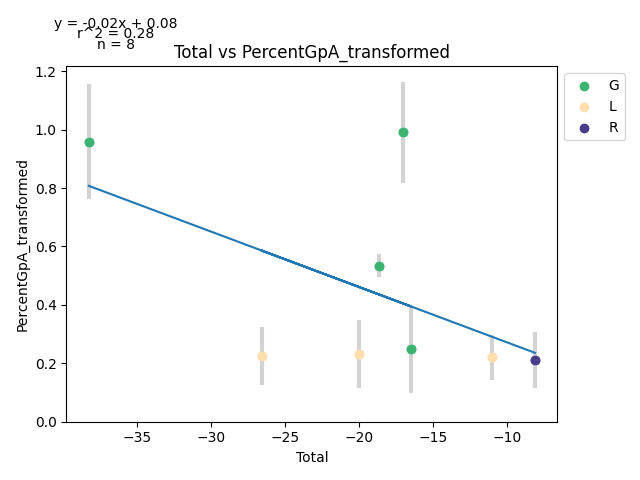 y = -0.02x + 0.08
r^2 = 0.28
n = 8
Total vs PercentGpA_transformed
1.2
1.0
0.8
0.6
0.4
0.2
0.0
PercentGpA_transformed
−35
−30
−25
−20
−15
−10
Total
G
L
R